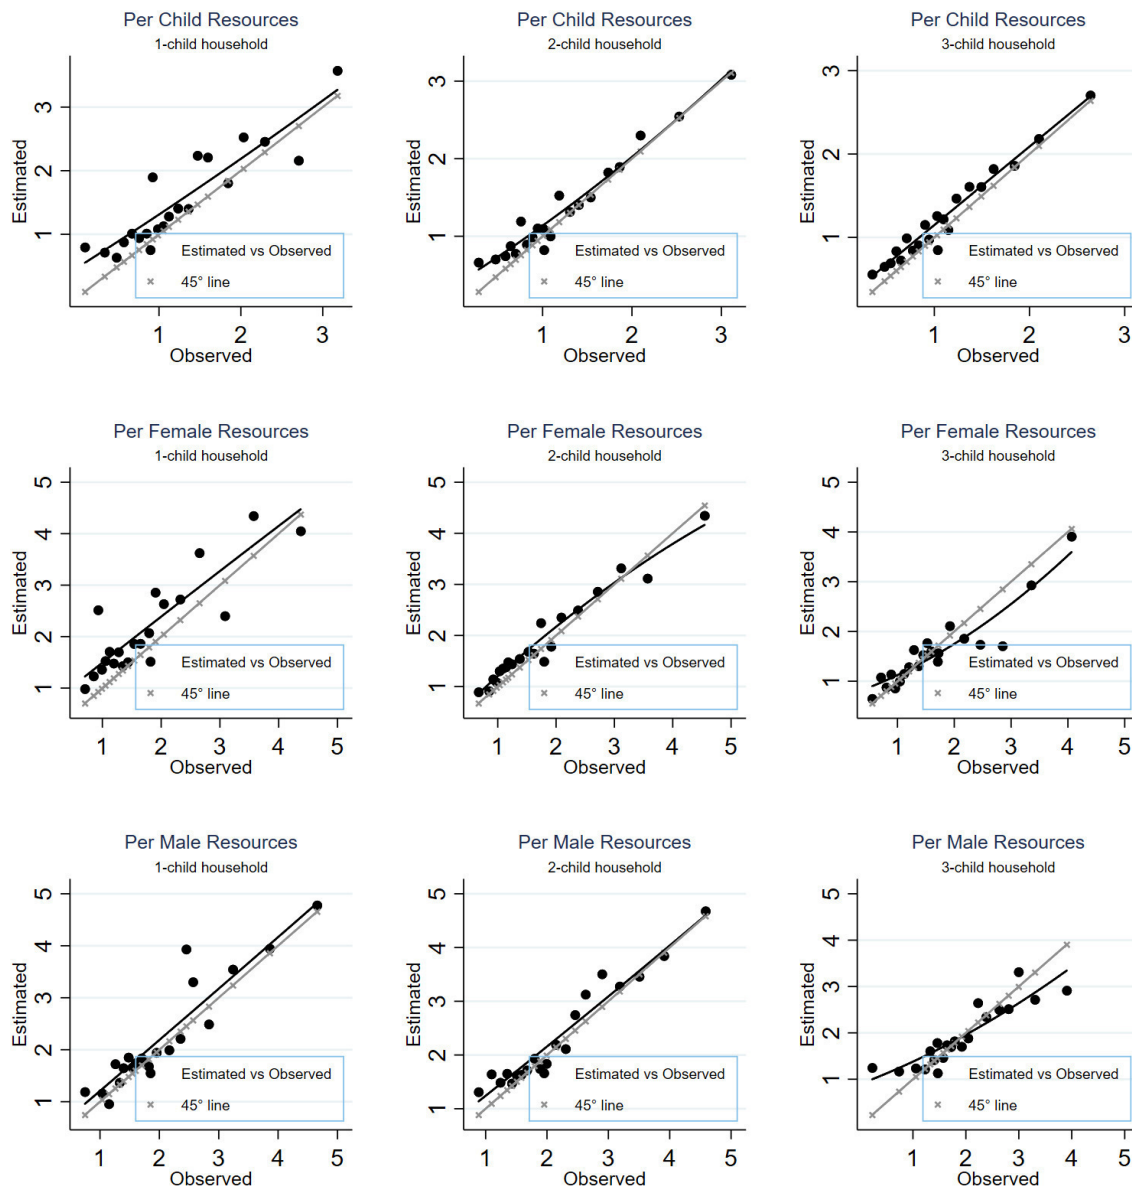 Per Child Resources
1-child household
Estimated
3
2
1
Estimated vs Observed
45° line
1
2
3
Observed
Per Child Resources
2-child household
Estimated
3
2
1
Estimated vs Observed
45° line
1
2
3
Observed
Per Child Resources
3-child household
Estimated
3
2
1
Estimated vs Observed
45° line
1
2
3
Observed
Per Female Resources
1-child household
Estimated
5
4
3
2
1
Estimated vs Observed
45° line
1
2
3
4
5
Observed
Per Female Resources
2-child household
Estimated
5
4
3
2
1
Estimated vs Observed
45° line
1
2
3
4
5
Observed
Per Female Resources
3-child household
Estimated
5
4
3
2
1
Estimated vs Observed
45° line
1
2
3
4
5
Observed
Per Male Resources
1-child household
Estimated
5
4
3
2
1
Estimated vs Observed
45° line
1
2
3
4
5
Observed
Per Male Resources
2-child household
Estimated
5
4
3
2
1
Estimated vs Observed
45° line
1
2
3
4
5
Observed
Per Male Resources
3-child household
Estimated
5
4
3
2
1
Estimated vs Observed
45° line
1
2
3
4
5
Observed